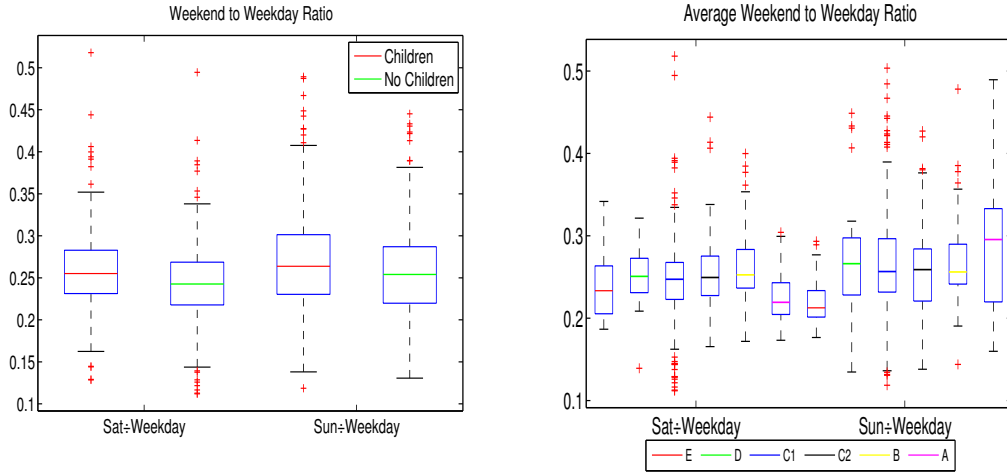 Weekend to Weekday Ratio
0.5
0.45
0.4
0.35
0.3
0.25
0.2
0.15
0.1
Children
No Children
Sat÷Weekday
Sun÷Weekday
Average Weekend to Weekday Ratio
0.5
0.4
0.3
0.2
0.1
Sat÷Weekday
Sun÷Weekday
E
D
C1
C2
B
A